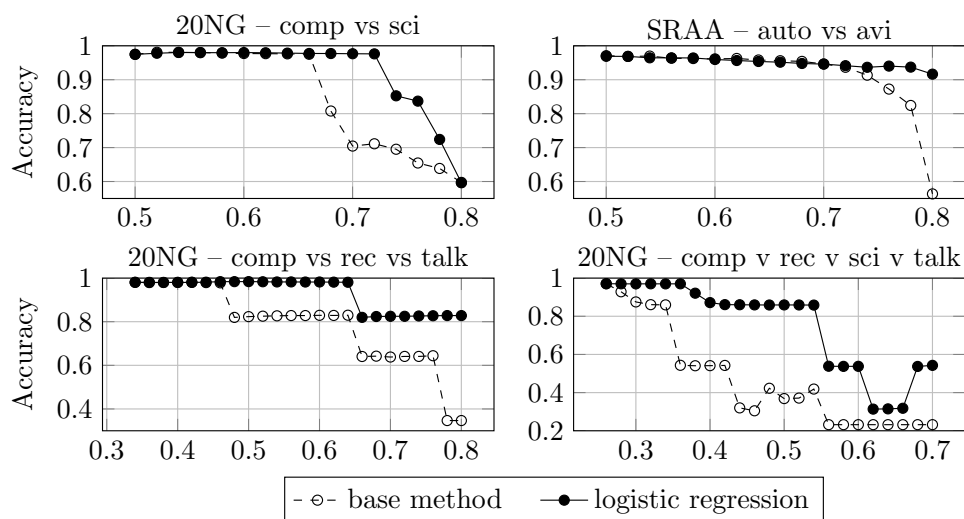 20NG – comp vs sci
SRAA – auto vs avi
Accuracy
1
0.9
0.8
0.7
0.6
0.5 0.6 0.7 0.8
1
0.9
0.8
0.7
0.6
0.5 0.6 0.7 0.8
20NG – comp vs rec vs talk
20NG – comp v rec v sci v talk
Accuracy
1
0.8
0.6
0.4
0.3 0.4 0.5 0.6 0.7 0.8
1
0.8
0.6
0.4
0.2
0.3 0.4 0.5 0.6 0.7
base method logistic regression